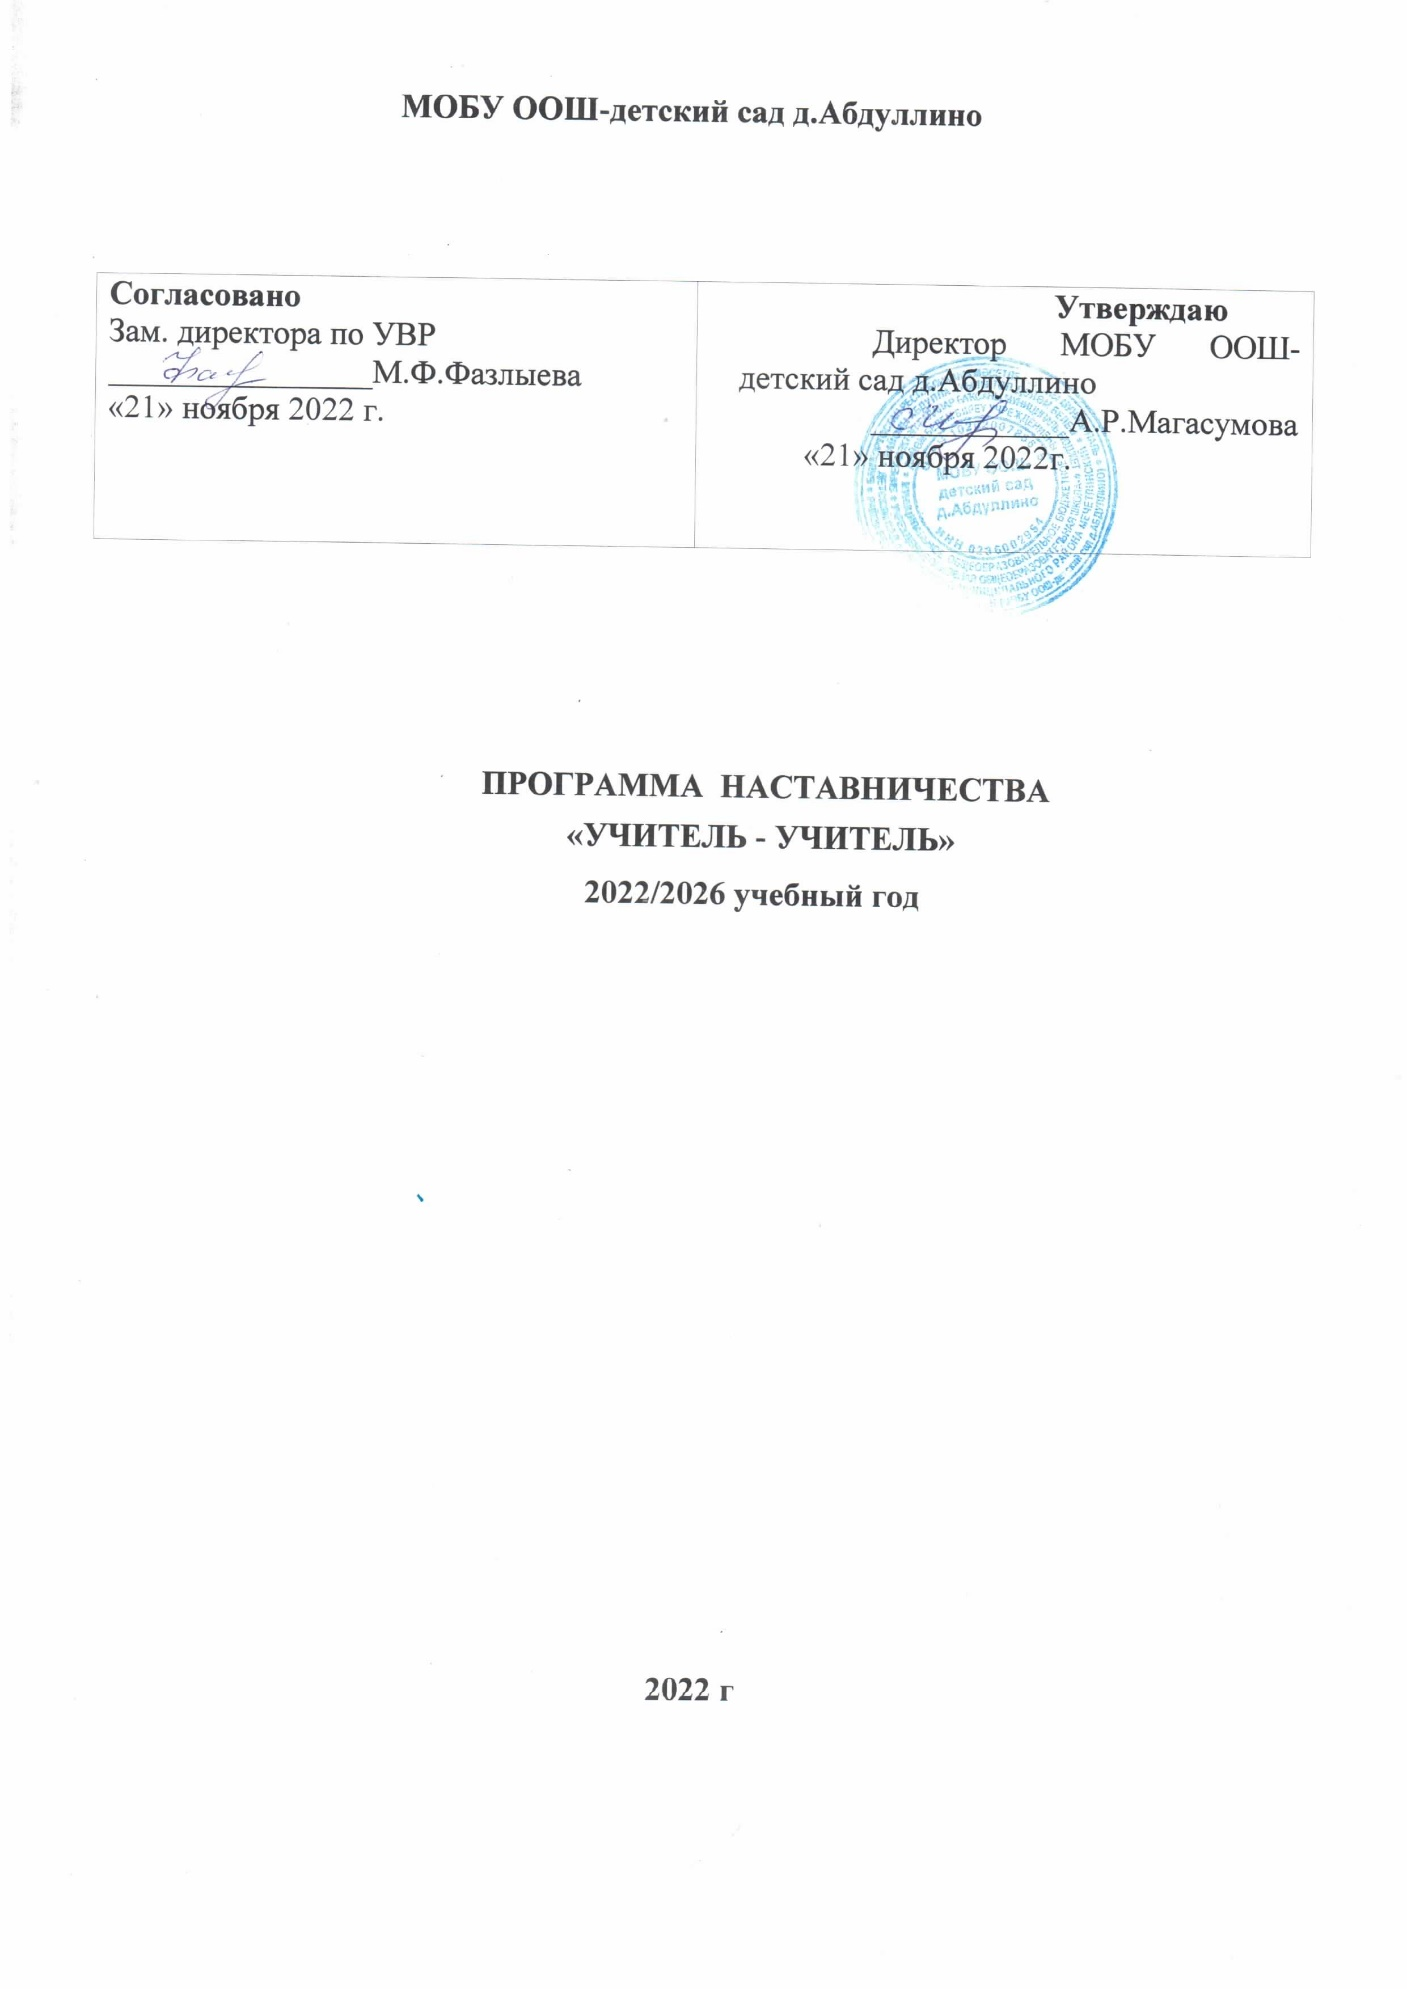 МОБУ ООШ-детский сад д.Абдуллино
Согласовано
Зам. директора по УВР
М.Ф.Фазлыева
«21» ноября 2022 г.
Утверждаю
Директор МОБУ ООШ-
детский сад д.Абдуллино
А.Р.Магасумова
«21» ноября 2022г.
детский сад
д.Абдуллино
ПРОГРАММА НАСТАВНИЧЕСТВА
«УЧИТЕЛЬ - УЧИТЕЛЬ»
2022/2026 учебный год
2022 г